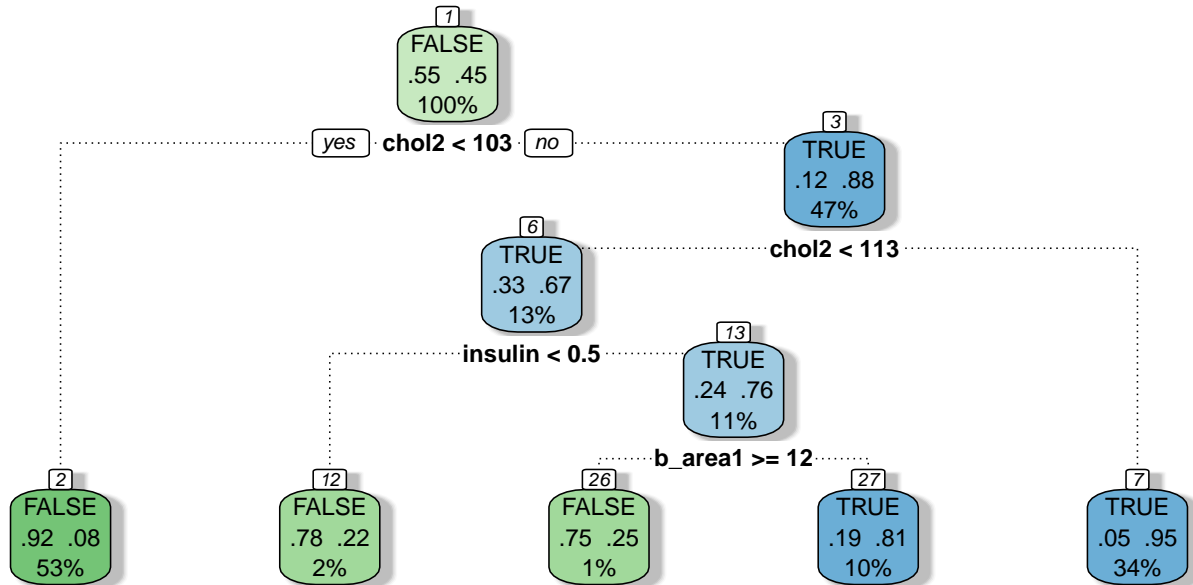 1
FALSE
.55 .45
100%
yes chol2 < 103 no
3
TRUE
.12 .88
47%
chol2 < 113
6
TRUE
.33 .67
13%
insulin < 0.5
13
TRUE
.24 .76
11%
b_area1 >= 12
2
FALSE
.92 .08
53%
12
FALSE
.78 .22
2%
26
FALSE
.75 .25
1%
27
TRUE
.19 .81
10%
7
TRUE
.05 .95
34%